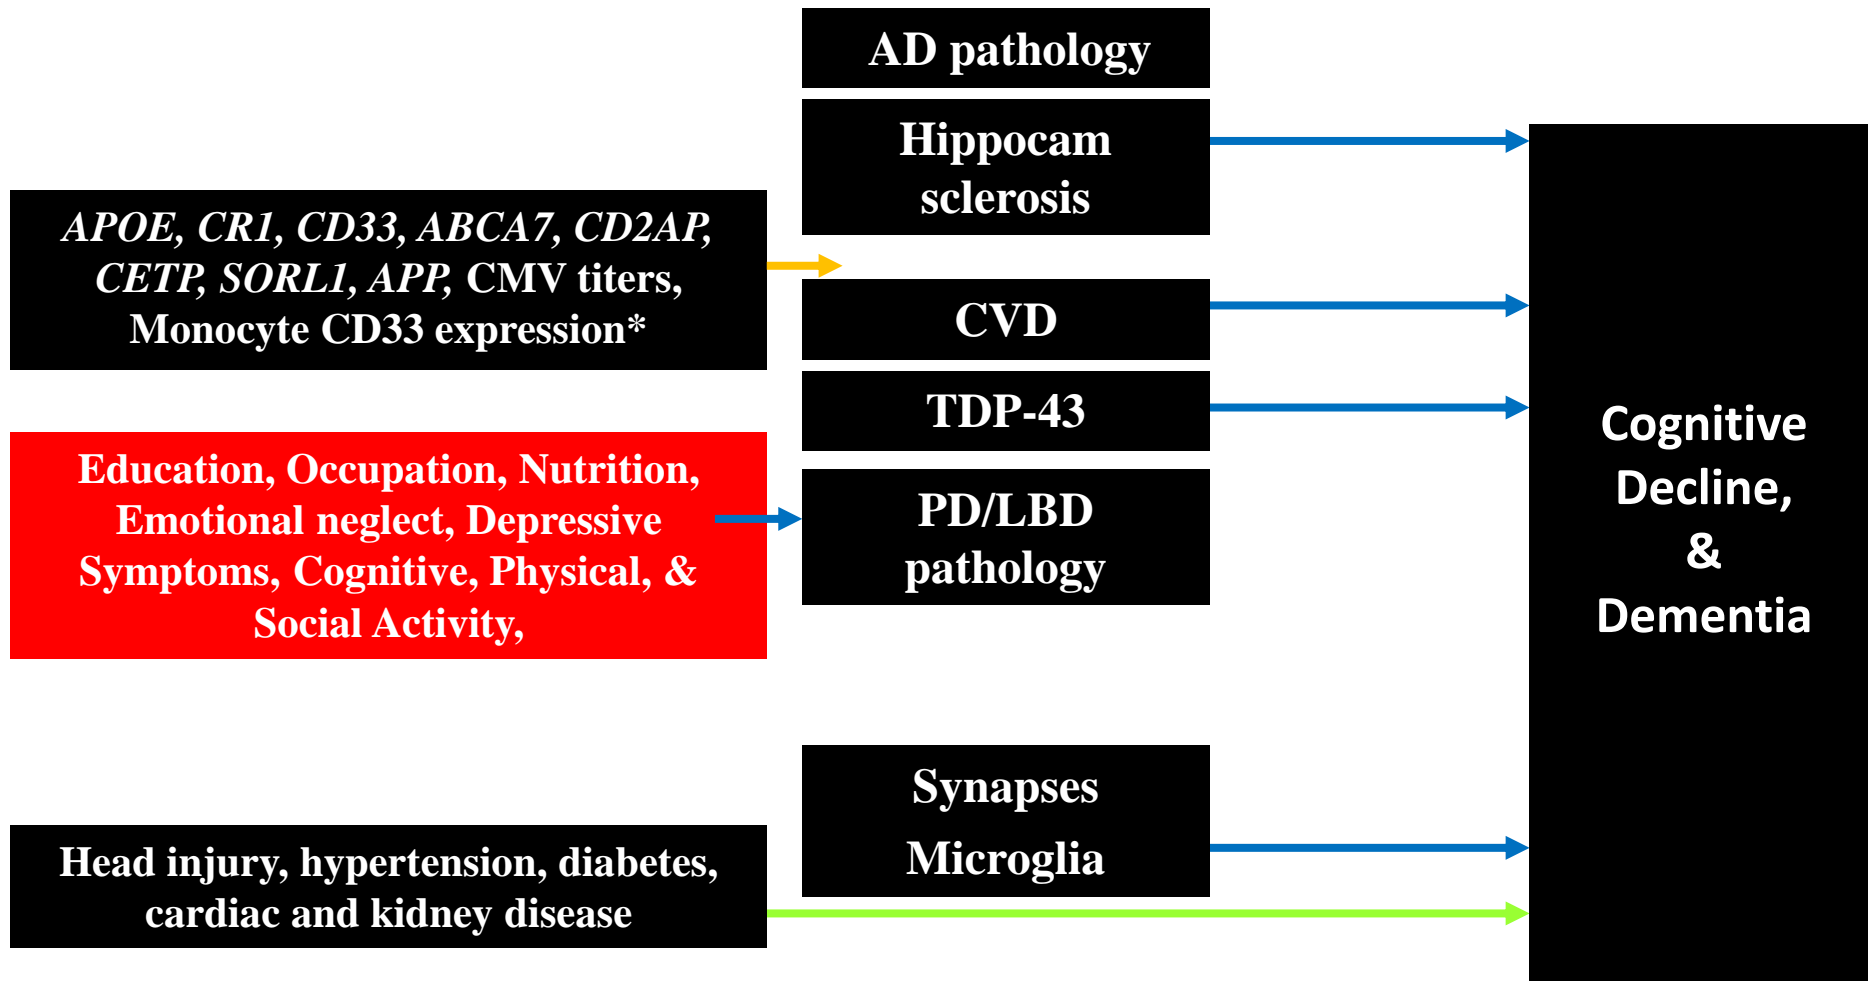 AD pathology
Hippocam
sclerosis
APOE, CR1, CD33, ABCA7, CD2AP,
CETP, SORL1, APP, CMV titers,
Monocyte CD33 expression*
CVD
TDP-43
Education, Occupation, Nutrition,
Emotional neglect, Depressive
Symptoms, Cognitive, Physical, &
Social Activity,
PD/LBD
pathology
Synapses
Microglia
Head injury, hypertension, diabetes,
cardiac and kidney disease
Cognitive
Decline,
&
Dementia